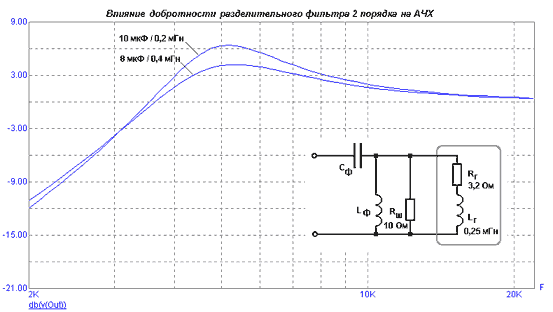 Влияние добротности разделительного фильтра 2 порядка на АЧХ
9.00
10 мкФ / 0,2 мГн
8 мкФ / 0,4 мГн
3.00
-3.00
Cф
Rг
3,2 Ом
Lф
Rш
10 Ом
Lг
0,25 мГн
-9.00
-15.00
-21.00
2K
10K
20K
F
db(v(Out))